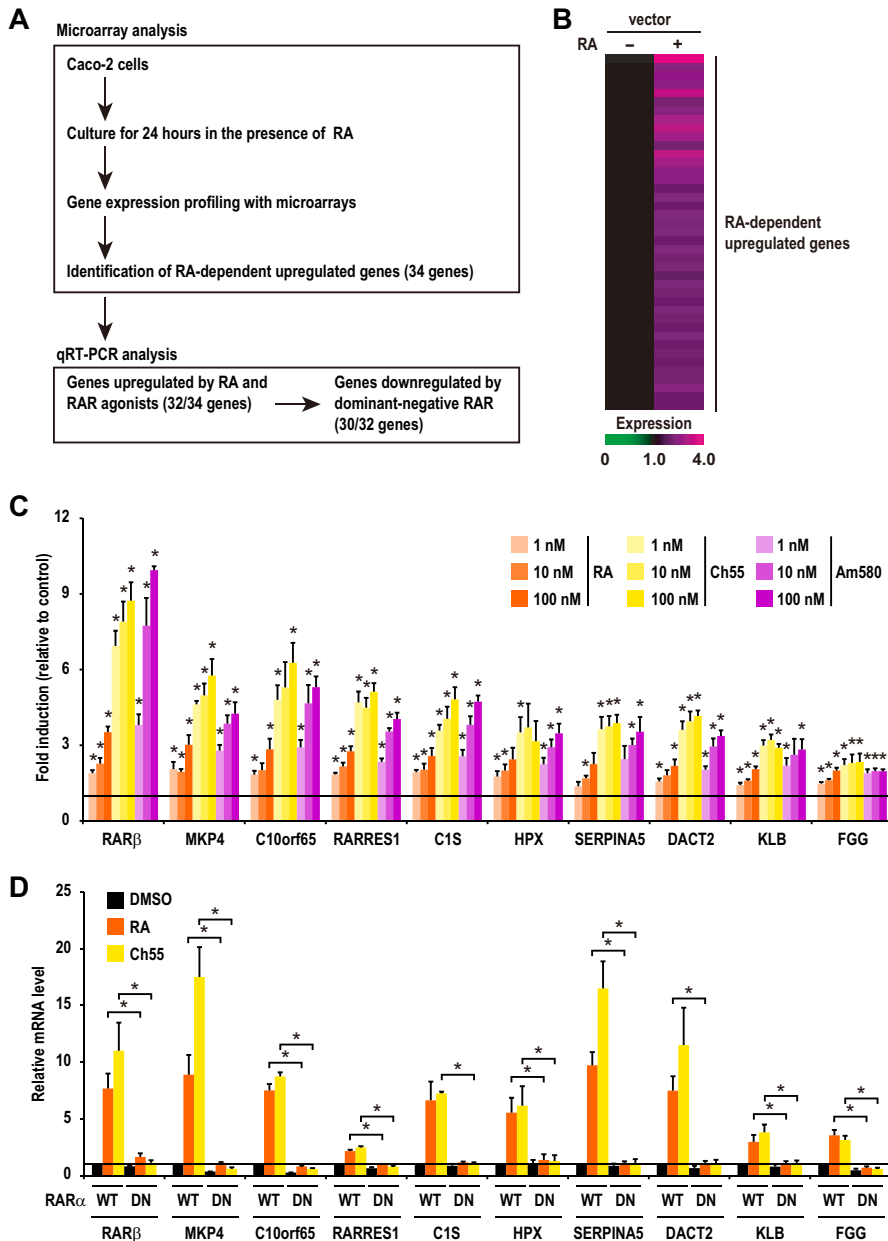 A
Microarray analysis
Caco-2 cells
Culture for 24 hours in the presence of RA
Gene expression profiling with microarrays
Identification of RA-dependent upregulated genes (34 genes)
qRT-PCR analysis
Genes upregulated by RA and
RAR agonists (32/34 genes)
Genes downregulated by
dominant-negative RAR
(30/32 genes)
B
vector
RA − +
RA-dependent
upregulated genes
Expression
0 1.0 4.0
C
Fold induction (relative to control)
12
9
6
3
0
1 nM
10 nM
100 nM
RA
1 nM
10 nM
100 nM
Ch55
1 nM
10 nM
100 nM
Am580
RARβ MKP4 C10orf65 RARRES1 C1S HPX SERPINA5 DACT2 KLB FGG
D
Relative mRNA level
25
20
15
10
5
0
DMSO
RA
Ch55
RARα WT DN WT DN WT DN WT DN WT DN WT DN WT DN WT DN WT DN WT DN
RARβ MKP4 C10orf65 RARRES1 C1S HPX SERPINA5 DACT2 KLB FGG